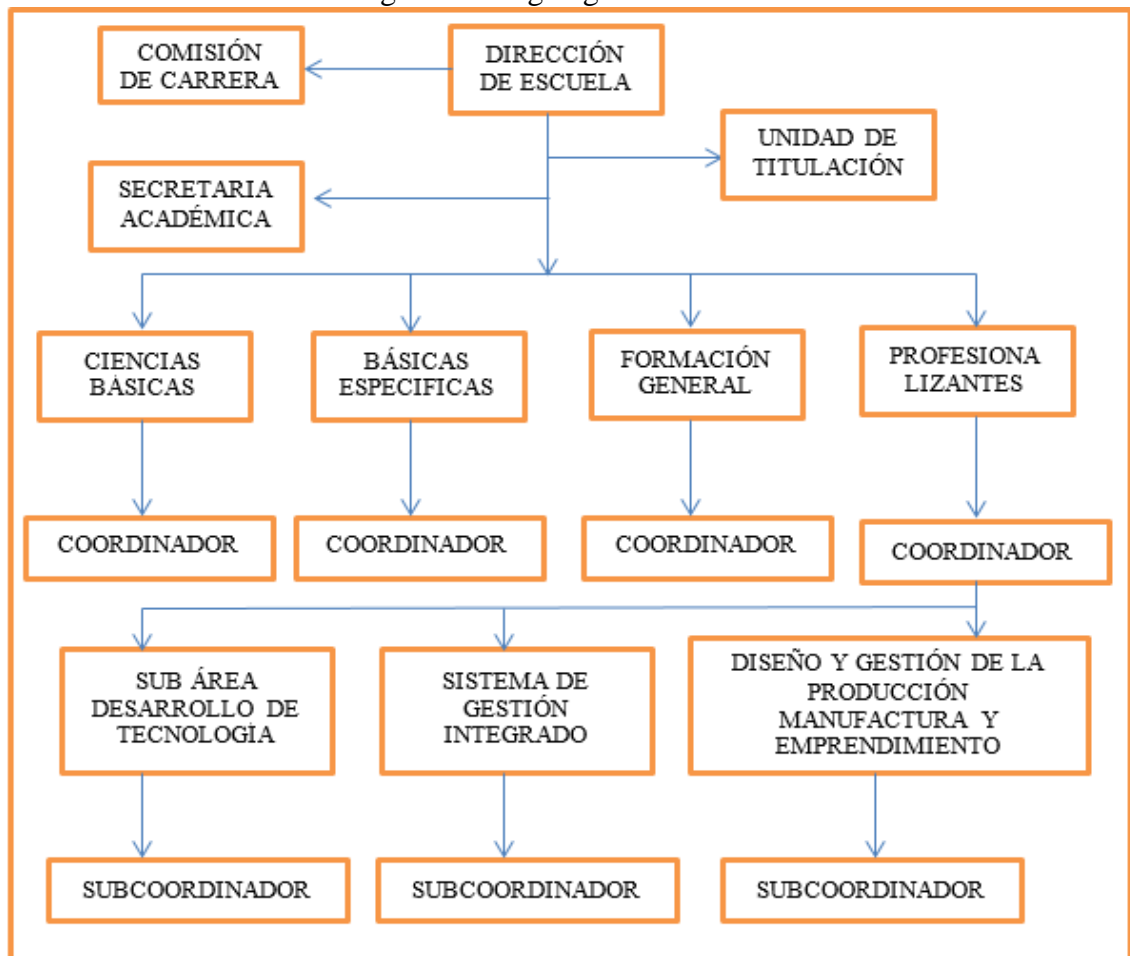 COMISIÓN
DE CARRERA
DIRECCIÓN
DE ESCUELA
UNIDAD DE
TITULACIÓN
SECRETARIA
ACADÉMICA
CIENCIAS
BÁSICAS
BÁSICAS
ESPECIFICAS
FORMACIÓN
GENERAL
PROFESIONA
LIZANTES
COORDINADOR
COORDINADOR
COORDINADOR
COORDINADOR
SUB ÁREA
DESARROLLO DE
TECNOLOGÍA
SISTEMA DE
GESTIÓN
INTEGRADO
DISEÑO Y GESTIÓN DE LA
PRODUCCIÓN
MANUFACTURA Y
EMPRENDIMIENTO
SUBCOORDINADOR
SUBCOORDINADOR
SUBCOORDINADOR